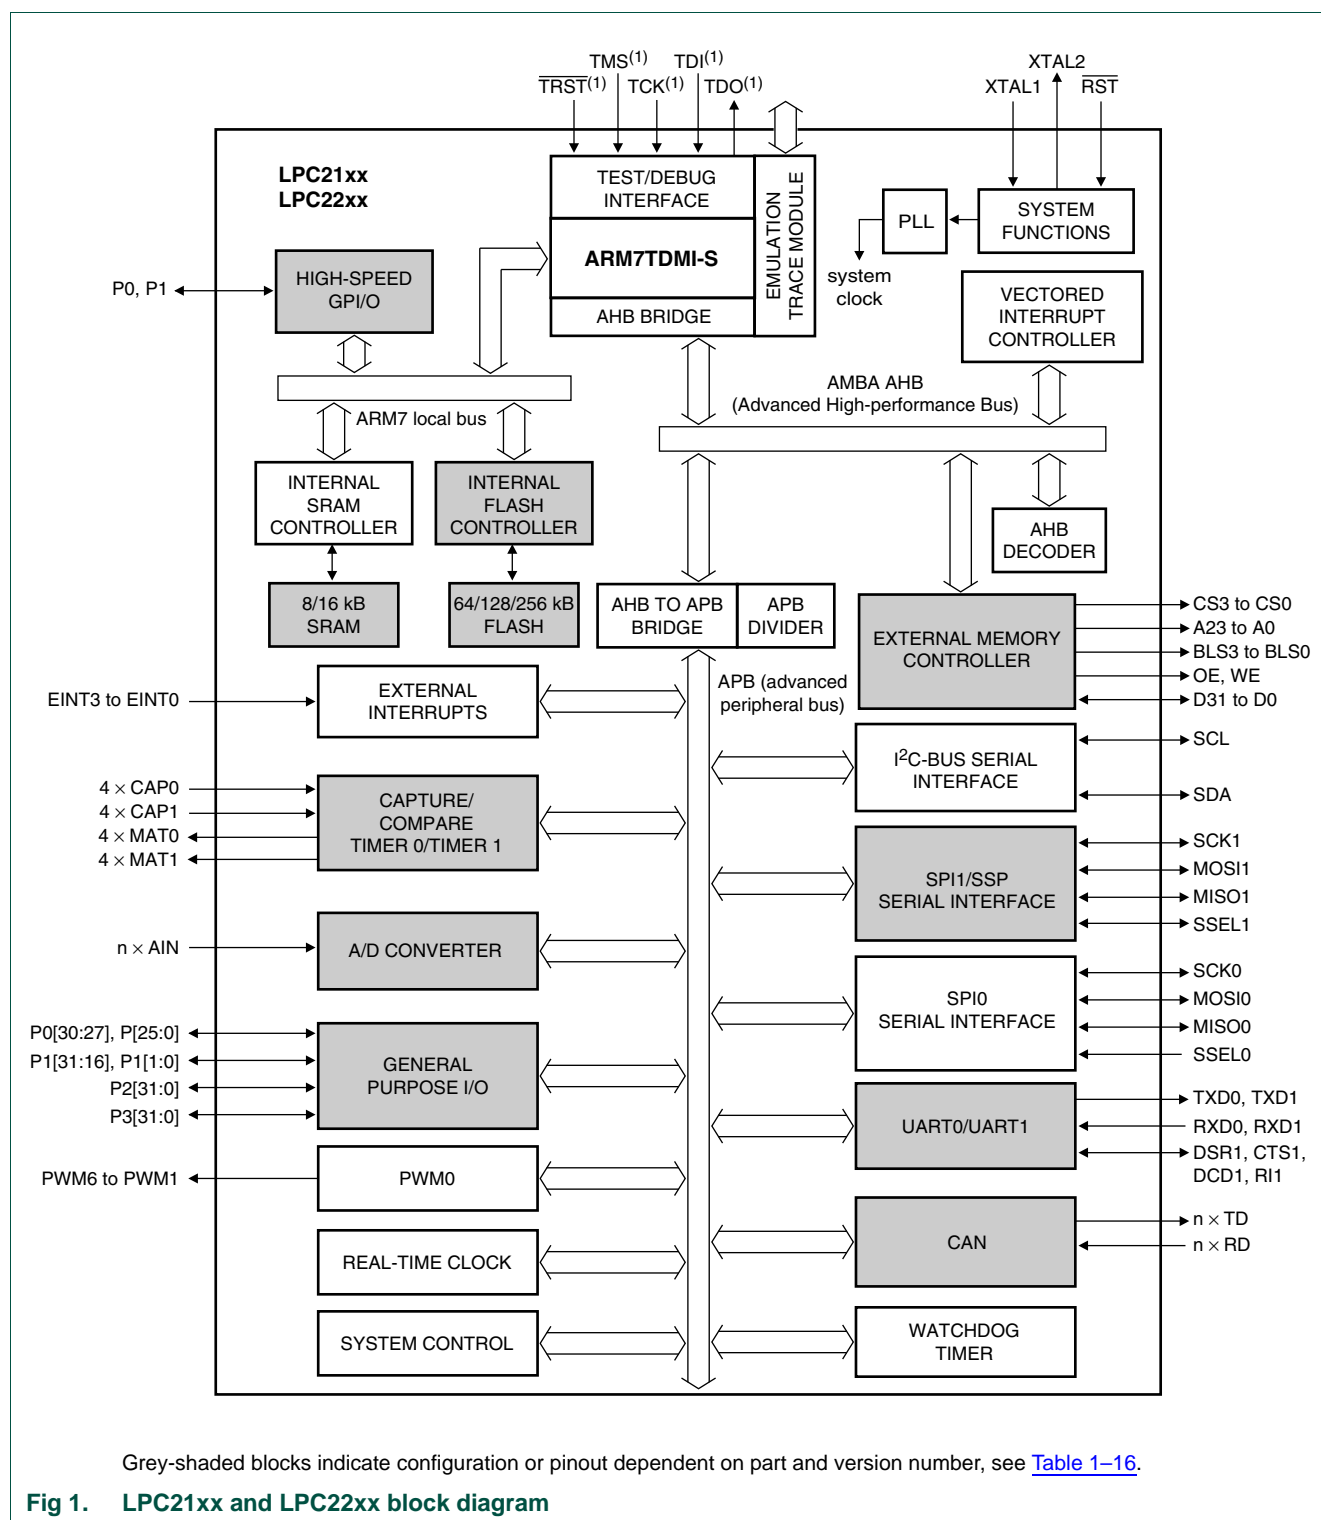 TMS(1)
TDI(1)
XTAL2
TRST(1)
TCK(1)
TDO(1)
XTAL1
RST
LPC21xx
LPC22xx
TEST/DEBUG
INTERFACE
ARM7TDMI-S
AHB BRIDGE
EMULATION
TRACE MODULE
PLL
SYSTEM
FUNCTIONS
system
clock
P0, P1
HIGH-SPEED
GPI/O
VECTORED
INTERRUPT
CONTROLLER
AMBA AHB
(Advanced High-performance Bus)
ARM7 local bus
INTERNAL
SRAM
CONTROLLER
INTERNAL
FLASH
CONTROLLER
AHB
DECODER
8/16 kB
SRAM
64/128/256 kB
FLASH
AHB TO APB
BRIDGE
APB
DIVIDER
EXTERNAL MEMORY
CONTROLLER
CS3 to CS0
A23 to A0
BLS3 to BLS0
OE, WE
D31 to D0
EINT3 to EINT0
EXTERNAL
INTERRUPTS
APB (advanced
peripheral bus)
I2C-BUS SERIAL
INTERFACE
SCL
SDA
4 × CAP0
4 × CAP1
4 × MAT0
4 × MAT1
CAPTURE/
COMPARE
TIMER 0/TIMER 1
SPI1/SSP
SERIAL INTERFACE
SCK1
MOSI1
MISO1
SSEL1
n × AIN
A/D CONVERTER
SPI0
SERIAL INTERFACE
SCK0
MOSI0
MISO0
SSEL0
P0[30:27], P[25:0]
P1[31:16], P1[1:0]
P2[31:0]
P3[31:0]
GENERAL
PURPOSE I/O
UART0/UART1
TXD0, TXD1
RXD0, RXD1
DSR1, CTS1,
DCD1, RI1
PWM6 to PWM1
PWM0
CAN
n × TD
n × RD
REAL-TIME CLOCK
SYSTEM CONTROL
WATCHDOG
TIMER
Grey-shaded blocks indicate configuration or pinout dependent on part and version number, see Table 1–16.
Fig 1. LPC21xx and LPC22xx block diagram